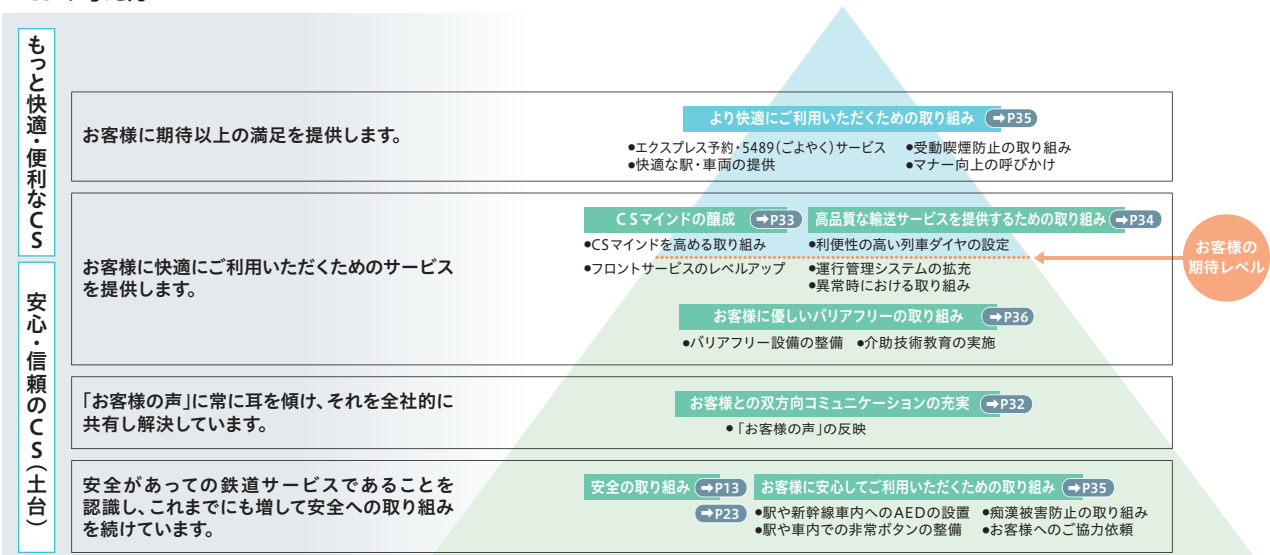 もっと快適・便利なCS
お客様に期待以上の満足を提供します。
より快適にご利用いただくための取り組み ➡P35
●エクスプレス予約・5489(ごよやく)サービス ●受動喫煙防止の取り組み
●快適な駅・車両の提供 ●マナー向上の呼びかけ
お客様に快適にご利用いただくためのサービス
を提供します。
CSマインドの醸成 ➡P33 高品質な輸送サービスを提供するための取り組み ➡P34
●CSマインドを高める取り組み ●利便性の高い列車ダイヤの設定
●フロントサービスのレベルアップ ●運行管理システムの拡充
●異常時における取り組み
お客様の
期待レベル
お客様に優しいバリアフリーの取り組み ➡P36
●バリアフリー設備の整備 ●介助技術教育の実施
安心・信頼のCS(土台)
「お客様の声」に常に耳を傾け、それを全社的に
共有し解決しています。
お客様との双方向コミュニケーションの充実 ➡P32
●「お客様の声」の反映
安全があっての鉄道サービスであることを
認識し、これまでにも増して安全への取り組み
を続けています。
安全の取り組み ➡P13 お客様に安心してご利用いただくための取り組み ➡P35
➡P23 ●駅や新幹線車内へのAEDの設置 ●痴漢被害防止の取り組み
●駅や車内での非常ボタンの整備 ●お客様へのご協力依頼